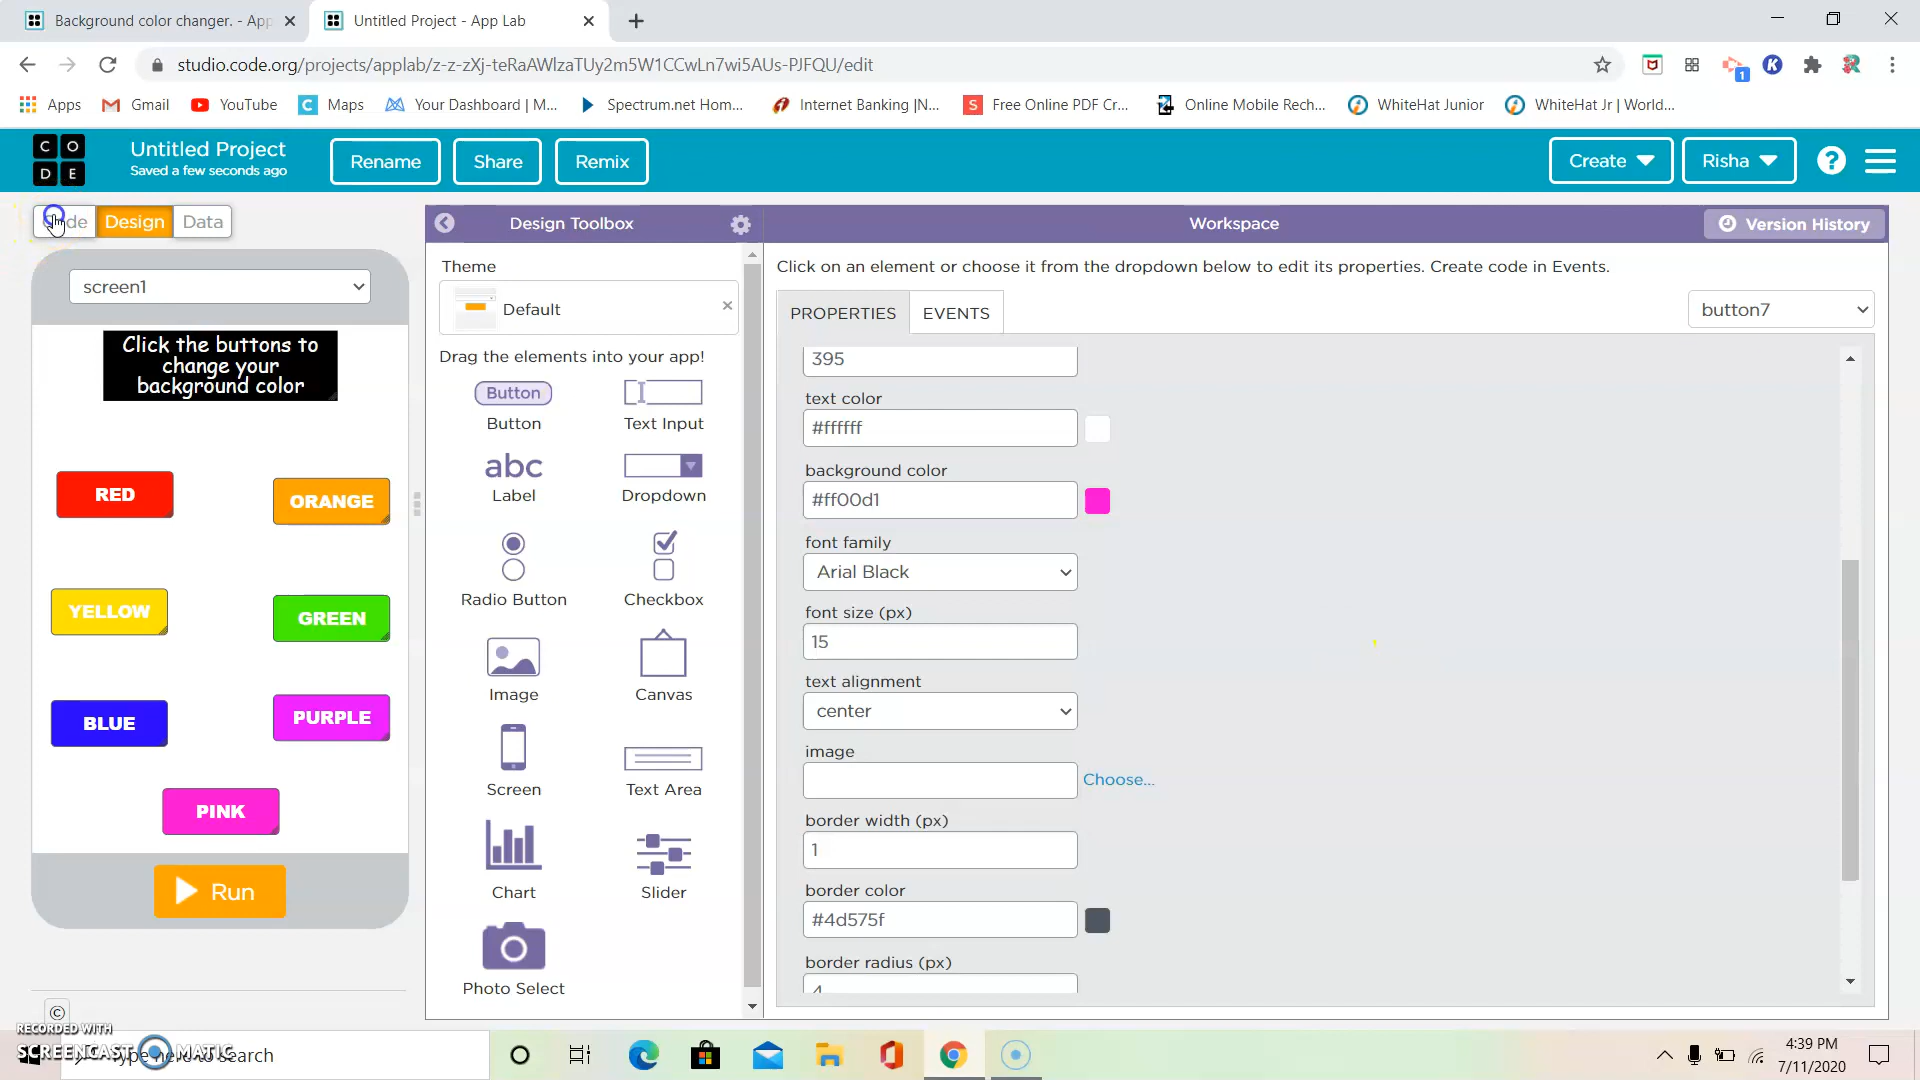 Background color changer. - App
Untitled Project - App Lab
studio.code.org/projects/applab/z-z-zXj-teRaAWlzaTUy2m5W1CCwLn7wi5AUs-PJFQU/edit
1
K
Apps
Gmail
YouTube
Maps
Your Dashboard | M...
Spectrum.net Hom...
Internet Banking |N...
Free Online PDF Cr...
Online Mobile Rech...
WhiteHat Junior
WhiteHat Jr | World...
C O
D E
Untitled Project
Saved a few seconds ago
Rename
Share
Remix
Create
Risha
?
Design
Data
Design Toolbox
Workspace
Version History
screen1
Click the buttons to
change your
background color
RED
ORANGE
YELLOW
GREEN
BLUE
PURPLE
PINK
Run
©
Theme
Default
Drag the elements into your app!
Button
Button
Text Input
abc
Label
Dropdown
Radio Button
Checkbox
Image
Canvas
Screen
Text Area
Chart
Slider
Photo Select
Click on an element or choose it from the dropdown below to edit its properties. Create code in Events.
PROPERTIES
EVENTS
button7
395
text color
#ffffff
background color
#ff00d1
font family
Arial Black
font size (px)
15
text alignment
center
image
Choose...
border width (px)
1
border color
#4d575f
border radius (px)
4
RECORDED WITH
SCREENCAST MATIC
Type here to search
4:39 PM
7/11/2020